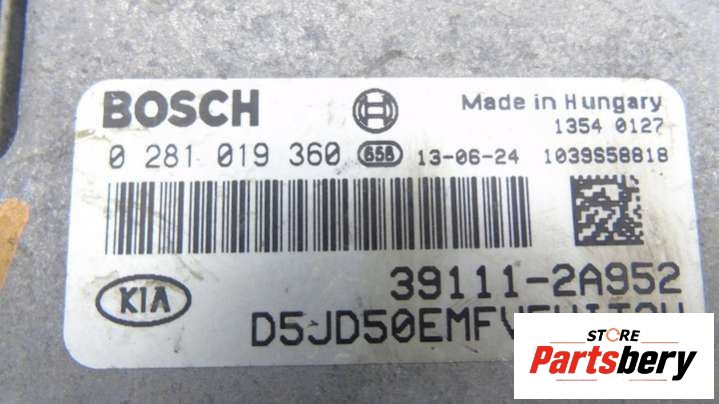 BOSCH
Made in Hungary
1354 0127
0 281 019 360 656 13-06-24 1039S58818
39111-2A952
KIA
STORE
Partsbery